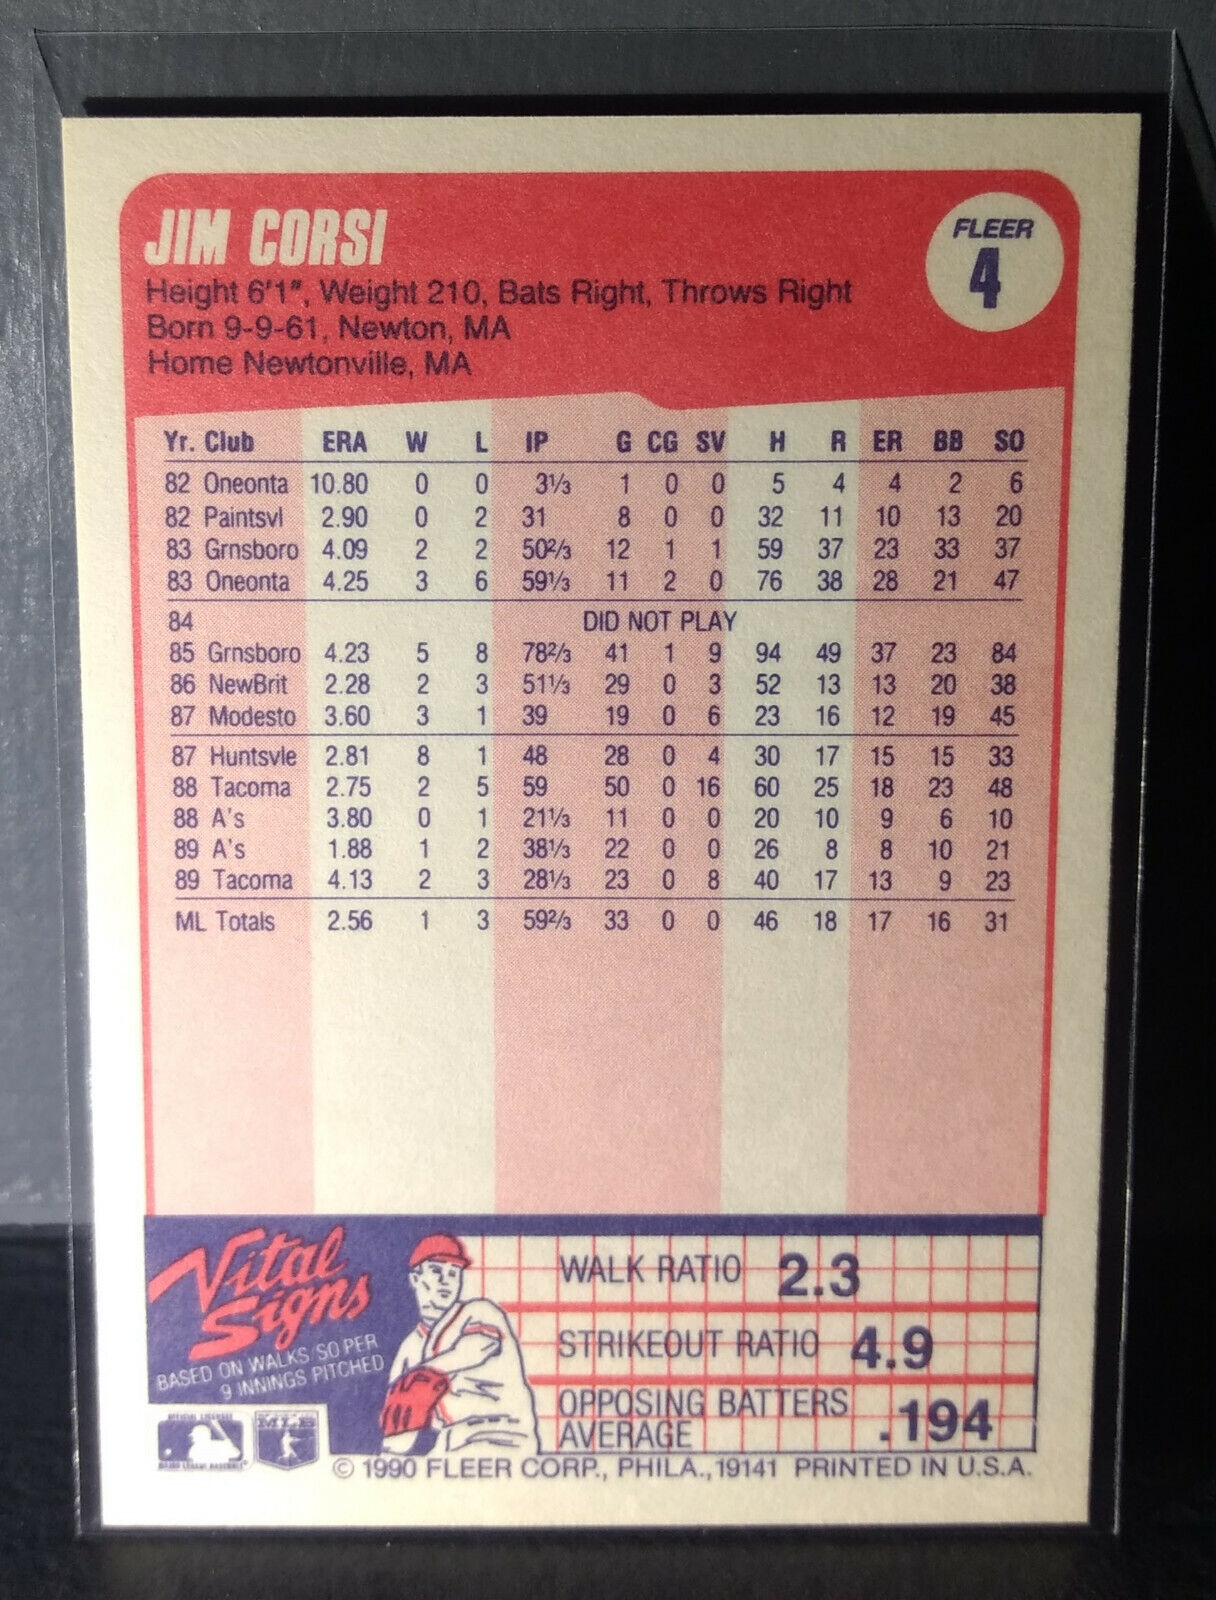 JIM CORSI
FLEER
4
Height 6'1", Weight 210, Bats Right, Throws Right
Born 9-9-61, Newton, MA
Home Newtonville, MA
Yr. Club ERA W L IP G CG SV H R ER BB SO
82 Oneonta 10.80 0 0 3⅓ 1 0 0 5 4 4 2 6
82 Paintsvl 2.90 0 2 31 8 0 0 32 11 10 13 20
83 Grnsboro 4.09 2 2 50⅔ 12 1 1 59 37 23 33 37
83 Oneonta 4.25 3 6 59⅓ 11 2 0 76 38 28 21 47
84 DID NOT PLAY
85 Grnsboro 4.23 5 8 78⅔ 41 1 9 94 49 37 23 84
86 NewBrit 2.28 2 3 51⅓ 29 0 3 52 13 13 20 38
87 Modesto 3.60 3 1 39 19 0 6 23 16 12 19 45
87 Huntsvle 2.81 8 1 48 28 0 4 30 17 15 15 33
88 Tacoma 2.75 2 5 59 50 0 16 60 25 18 23 48
88 A's 3.80 0 1 21⅓ 11 0 0 20 10 9 6 10
89 A's 1.88 1 2 38⅓ 22 0 0 26 8 8 10 21
89 Tacoma 4.13 2 3 28⅓ 23 0 8 40 17 13 9 23
ML Totals 2.56 1 3 59⅔ 33 0 0 46 18 17 16 31
Vital
Signs
BASED ON WALKS/SO PER
9 INNINGS PITCHED
WALK RATIO 2.3
STRIKEOUT RATIO 4.9
OPPOSING BATTERS
AVERAGE .194
OFFICIAL LICENSEE
MAJOR LEAGUE BASEBALL
© 1990 FLEER CORP., PHILA., 19141 PRINTED IN U.S.A.